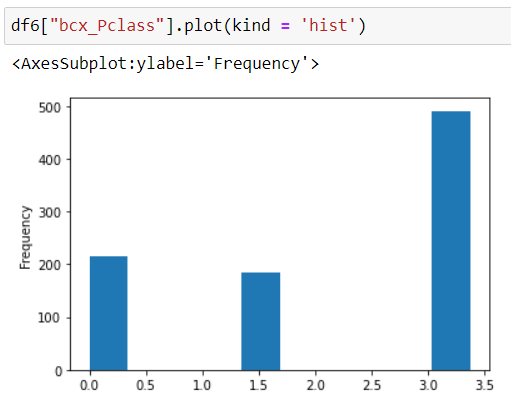 df6["bcx_Pclass"].plot(kind = 'hist')
<AxesSubplot:ylabel='Frequency'>
500
400
300
200
100
0
Frequency
0.0 0.5 1.0 1.5 2.0 2.5 3.0 3.5